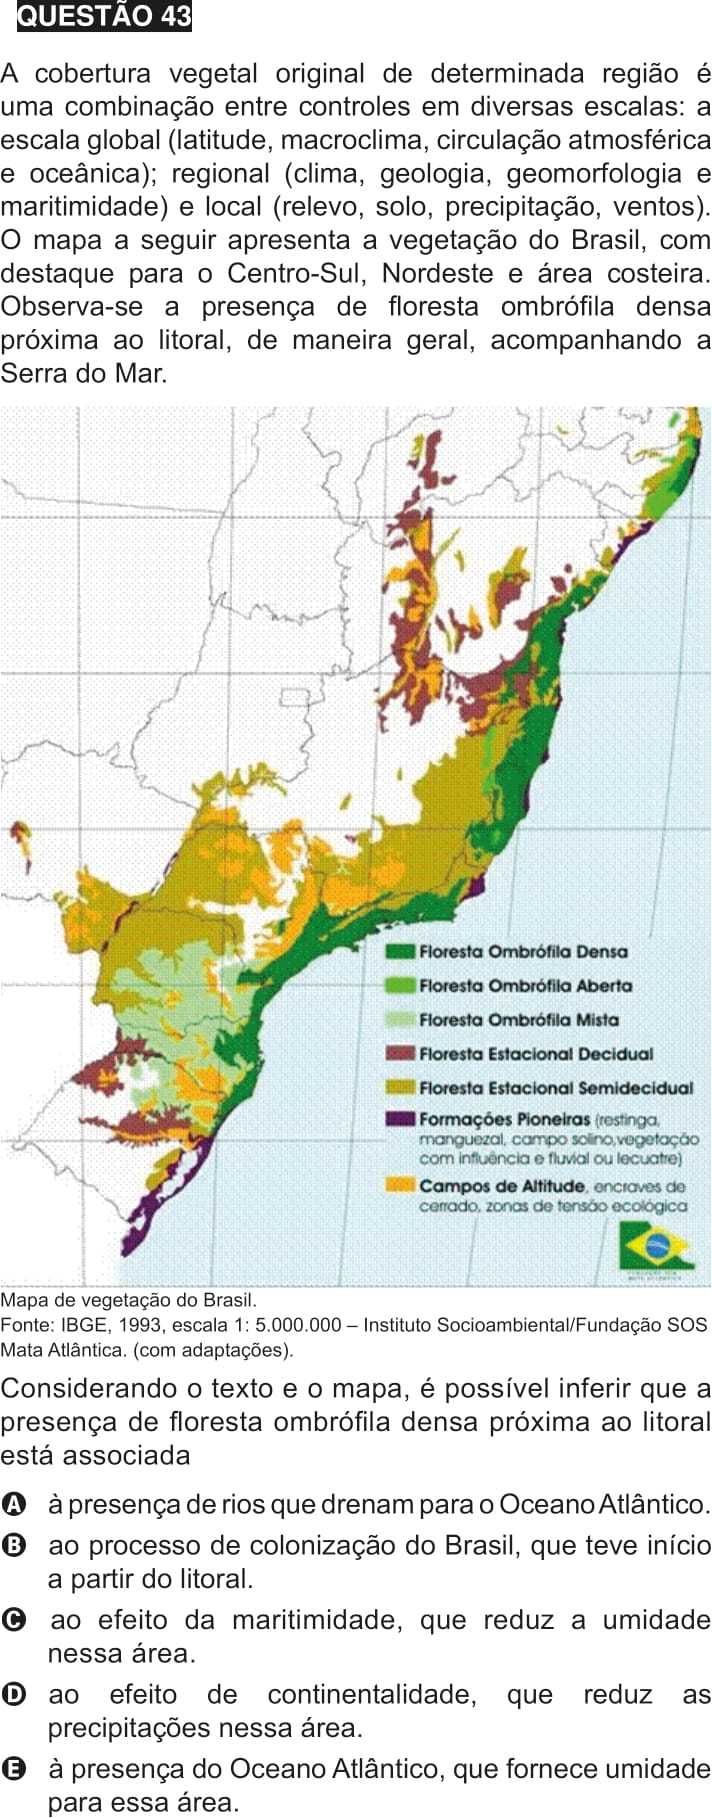 QUESTÃO 43
A cobertura vegetal original de determinada região é
uma combinação entre controles em diversas escalas: a
escala global (latitude, macroclima, circulação atmosférica
e oceânica); regional (clima, geologia, geomorfologia e
maritimidade) e local (relevo, solo, precipitação, ventos).
O mapa a seguir apresenta a vegetação do Brasil, com
destaque para o Centro-Sul, Nordeste e área costeira.
Observa-se a presença de floresta ombrófila densa
próxima ao litoral, de maneira geral, acompanhando a
Serra do Mar.
Floresta Ombrófila Densa
Floresta Ombrófila Aberta
Floresta Ombrófila Mista
Floresta Estacional Decidual
Floresta Estacional Semidecidual
Formações Pioneiras (restinga,
manguezal, campo solino,vegetação
com influência e fluvial ou lecuatre)
Campos de Altitude, encraves de
cerrado, zonas de tensão ecológica
Mapa de vegetação do Brasil.
Fonte: IBGE, 1993, escala 1: 5.000.000 – Instituto Socioambiental/Fundação SOS
Mata Atlântica. (com adaptações).
Considerando o texto e o mapa, é possível inferir que a
presença de floresta ombrófila densa próxima ao litoral
está associada
A à presença de rios que drenam para o Oceano Atlântico.
B ao processo de colonização do Brasil, que teve início
a partir do litoral.
C ao efeito da maritimidade, que reduz a umidade
nessa área.
D ao efeito de continentalidade, que reduz as
precipitações nessa área.
E à presença do Oceano Atlântico, que fornece umidade
para essa área.